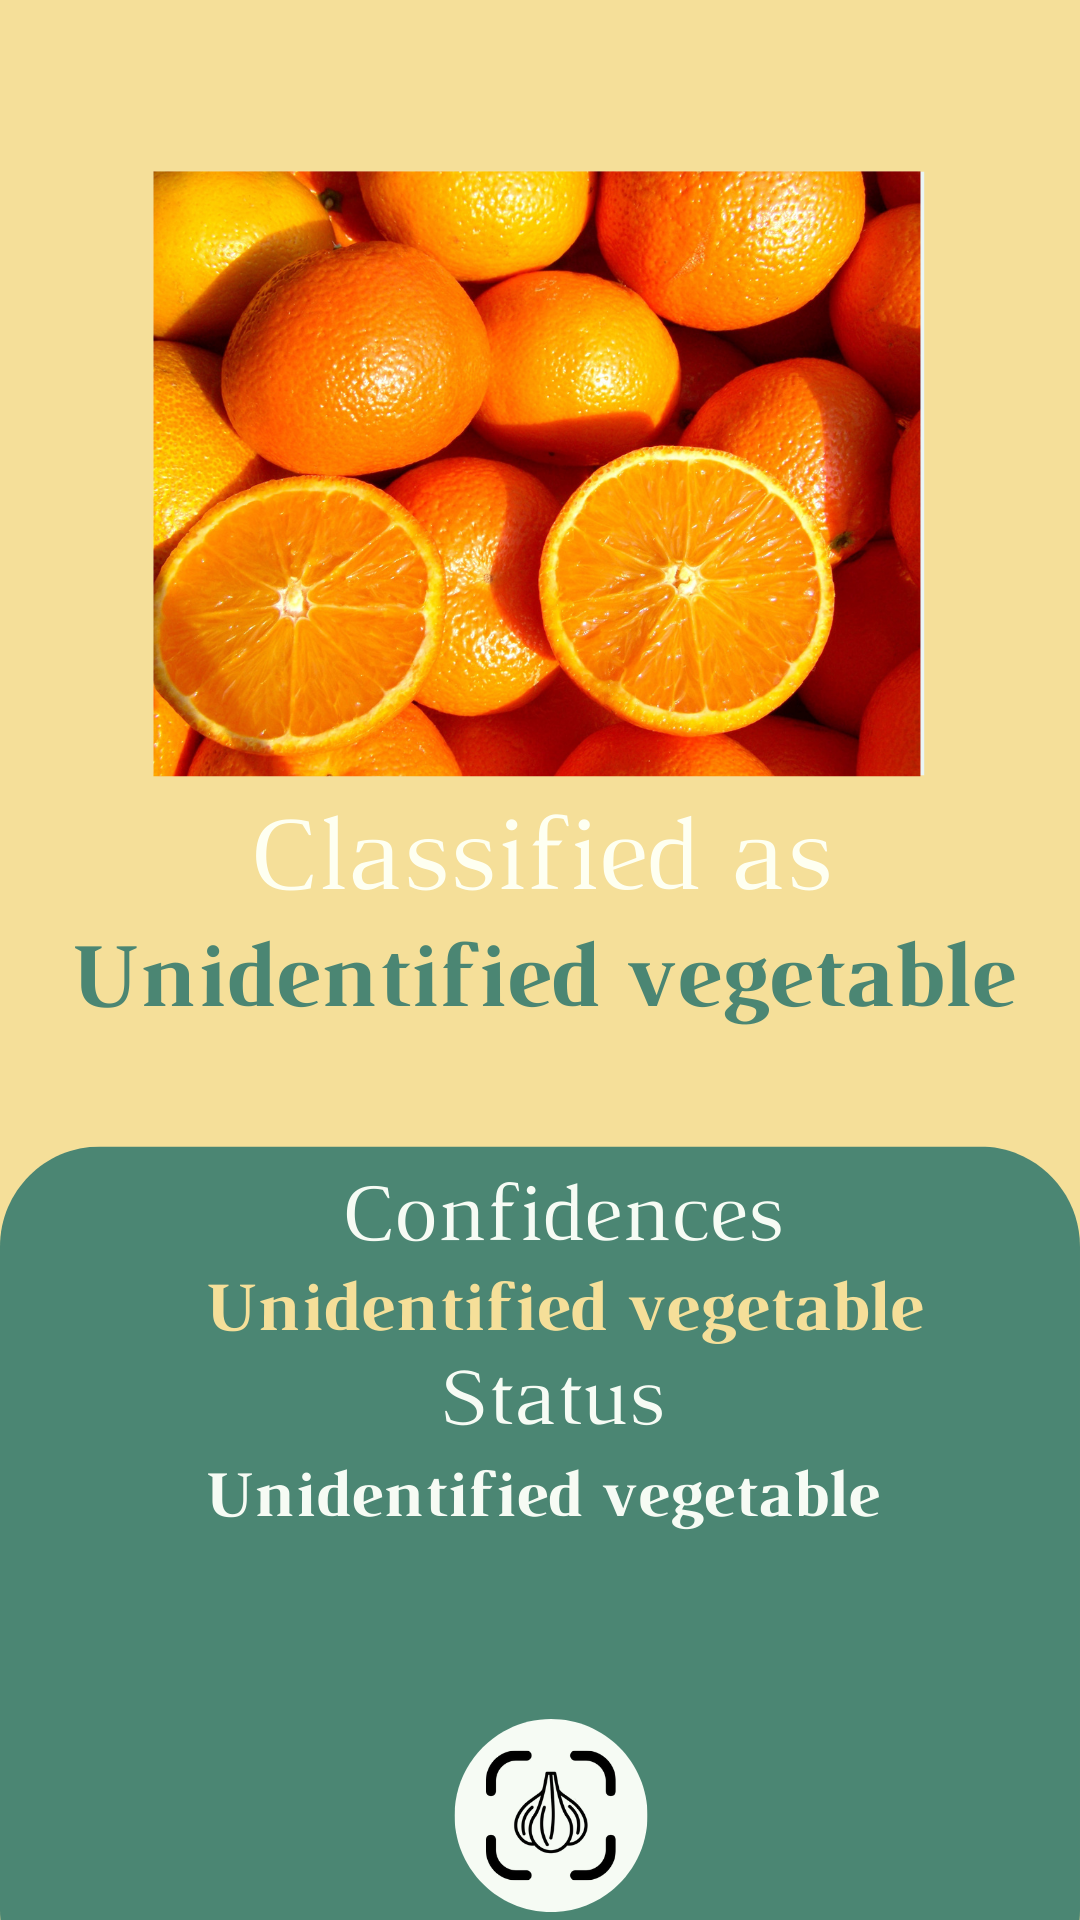 Classified as
Unidentified vegetable
Confidences
Unidentified vegetable
Status
Unidentified vegetable